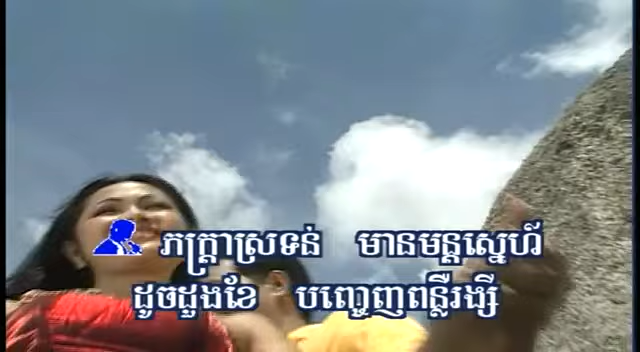 ភក្ត្រាស្រទន់ មានមន្តស្នេហ៍
ដូចដួងខែ បញ្ចេញពន្លឺរង្សី